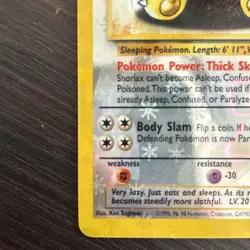 Sleeping Pokémon. Length: 6' 11",
Pokémon Power: Thick Sk
Snorlax can't become Asleep, Confused
Poisoned. This power can't be used if
already Asleep, Confused, or Paralyze
Body Slam Flip a coin. If h
Defending Pokémon is now Par
weakness
resistance
-30
Very lazy. Just eats and sleeps. As
becomes steadily more slothful. LV. 20
Illus. Ken Sugimori ©1995, 96, 98 Nintendo, Creatures, GAME